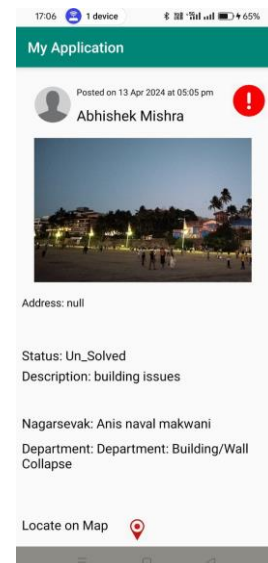 17:06 1 device 65%
My Application
Posted on 13 Apr 2024 at 05:05 pm
Abhishek Mishra
!
Address: null
Status: Un_Solved
Description: building issues
Nagarsevak: Anis naval makwani
Department: Department: Building/Wall
Collapse
Locate on Map